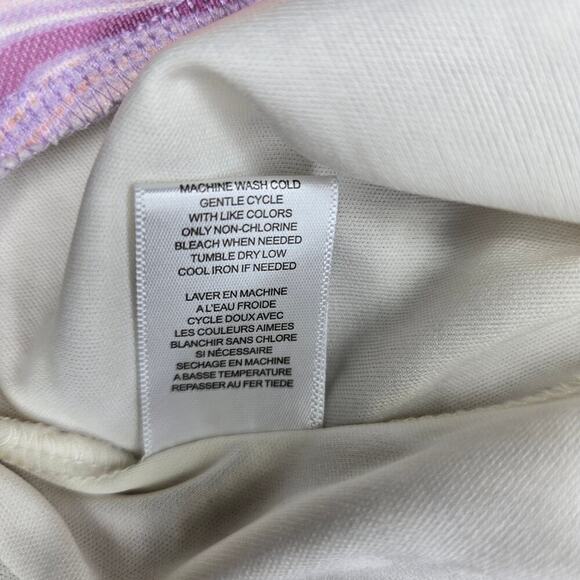 MACHINE WASH COLD
GENTLE CYCLE
WITH LIKE COLORS
ONLY NON-CHLORINE
BLEACH WHEN NEEDED
TUMBLE DRY LOW
COOL IRON IF NEEDED
LAVER EN MACHINE
A L'EAU FROIDE
CYCLE DOUX AVEC
LES COULEURS AIMEES
BLANCHIR SANS CHLORE
SI NÉCESSAIRE
SECHAGE EN MACHINE
A BASSE TEMPERATURE
REPASSER AU FER TIEDE